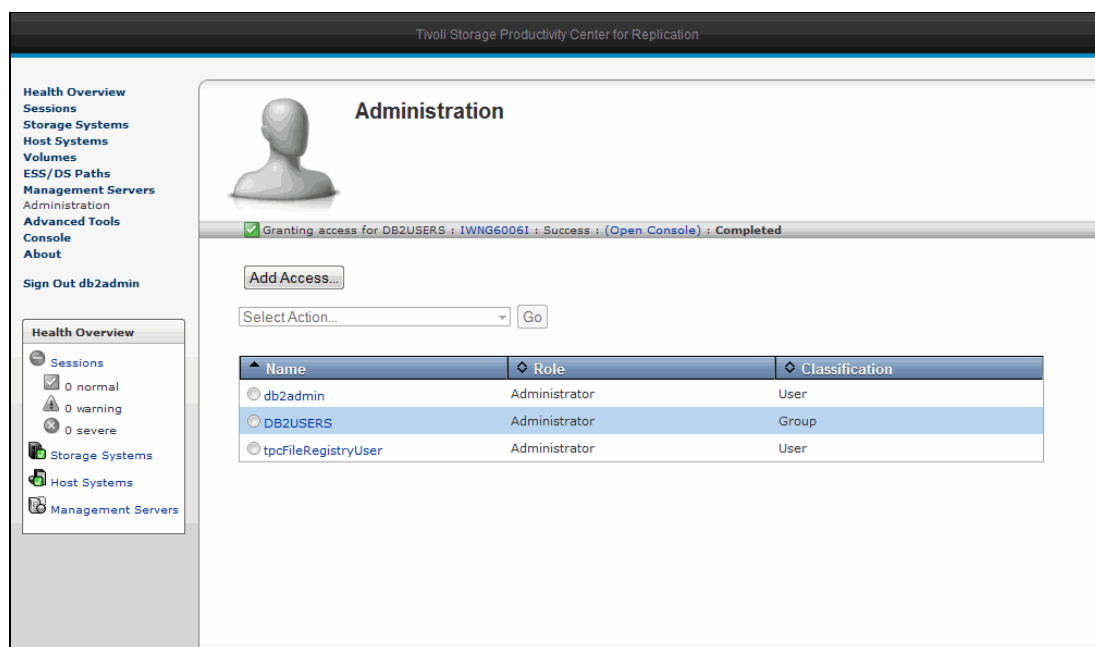 Tivoli Storage Productivity Center for Replication
Health Overview
Sessions
Storage Systems
Host Systems
Volumes
ESS/DS Paths
Management Servers
Administration
Advanced Tools
Console
About
Sign Out db2admin
Health Overview
Sessions
0 normal
0 warning
0 severe
Storage Systems
Host Systems
Management Servers
Administration
Granting access for DB2USERS : IWNG6006I : Success : (Open Console) : Completed
Add Access...
Select Action... Go
Name Role Classification
db2admin Administrator User
DB2USERS Administrator Group
tpcFileRegistryUser Administrator User